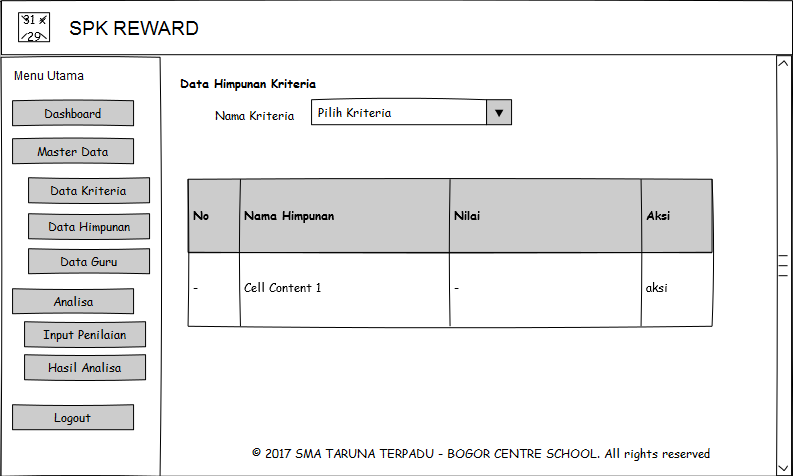 31 x
29
SPK REWARD
Menu Utama
Dashboard
Master Data
Data Kriteria
Data Himpunan
Data Guru
Analisa
Input Penilaian
Hasil Analisa
Logout
Data Himpunan Kriteria
Nama Kriteria Pilih Kriteria
No Nama Himpunan Nilai Aksi
- Cell Content 1 - aksi
© 2017 SMA TARUNA TERPADU - BOGOR CENTRE SCHOOL. All rights reserved